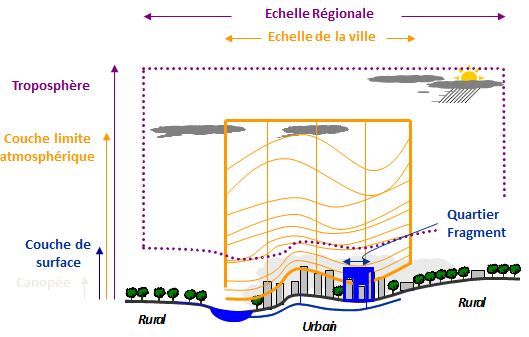 Echelle Régionale
Echelle de la ville
Troposphère
Couche limite
atmosphérique
Quartier
Fragment
Couche de
surface
Canopée
Rural
Urbain
Rural